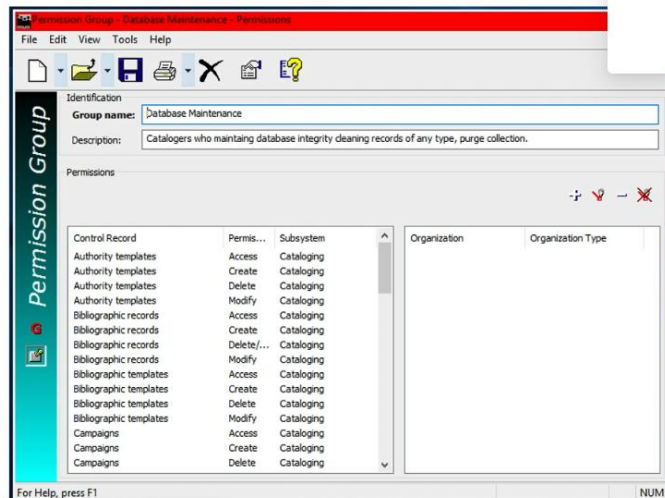 Permission Group - Database Maintenance - Permissions
File Edit View Tools Help
Permission Group
G
Identification
Group name: Database Maintenance
Description: Catalogers who maintaing database integrity cleaning records of any type, purge collection.
Permissions
Control Record Permis... Subsystem Organization Organization Type
Authority templates Access Cataloging
Authority templates Create Cataloging
Authority templates Delete Cataloging
Authority templates Modify Cataloging
Bibliographic records Access Cataloging
Bibliographic records Create Cataloging
Bibliographic records Delete/... Cataloging
Bibliographic records Modify Cataloging
Bibliographic templates Access Cataloging
Bibliographic templates Create Cataloging
Bibliographic templates Delete Cataloging
Bibliographic templates Modify Cataloging
Campaigns Access Cataloging
Campaigns Create Cataloging
Campaigns Delete Cataloging
For Help, press F1 NUM